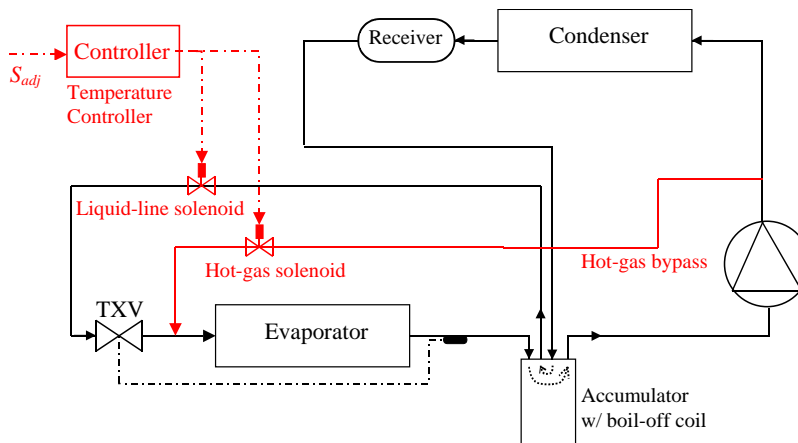 Controller
S_adj
Temperature
Controller
Receiver
Condenser
Liquid-line solenoid
Hot-gas solenoid
Hot-gas bypass
TXV
Evaporator
Accumulator
w/ boil-off coil